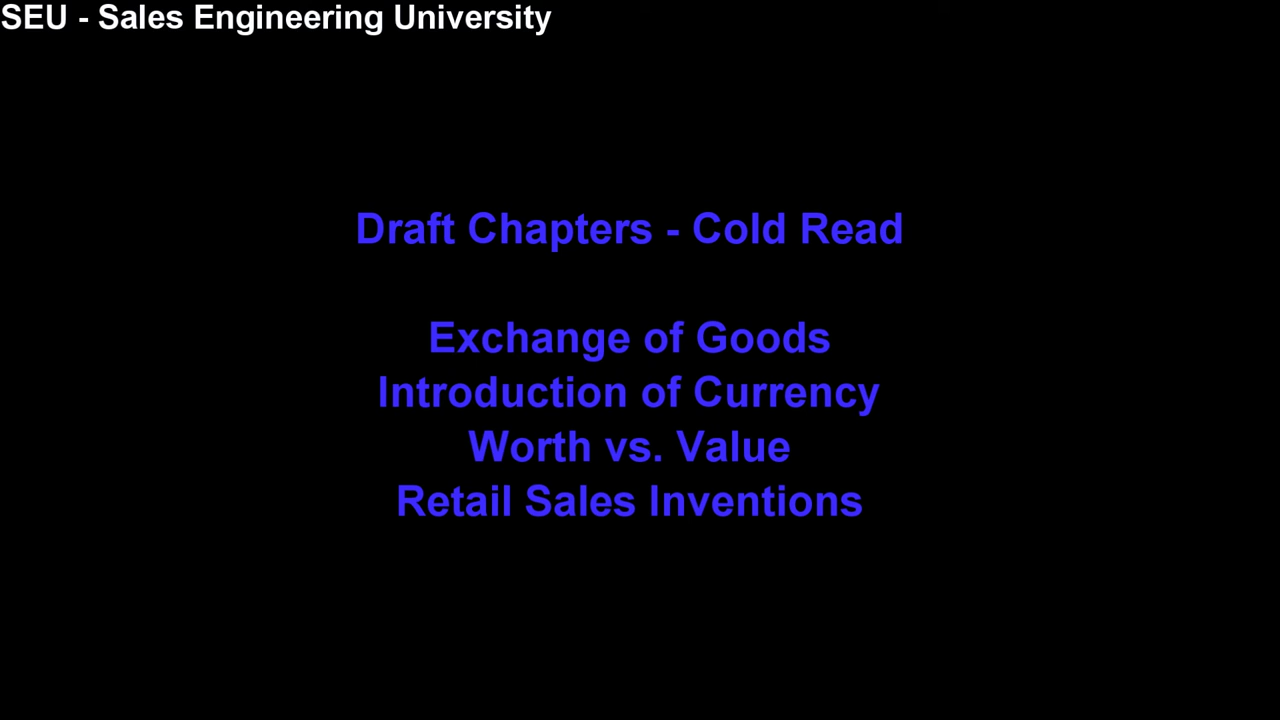 SEU - Sales Engineering University
Draft Chapters - Cold Read
Exchange of Goods
Introduction of Currency
Worth vs. Value
Retail Sales Inventions